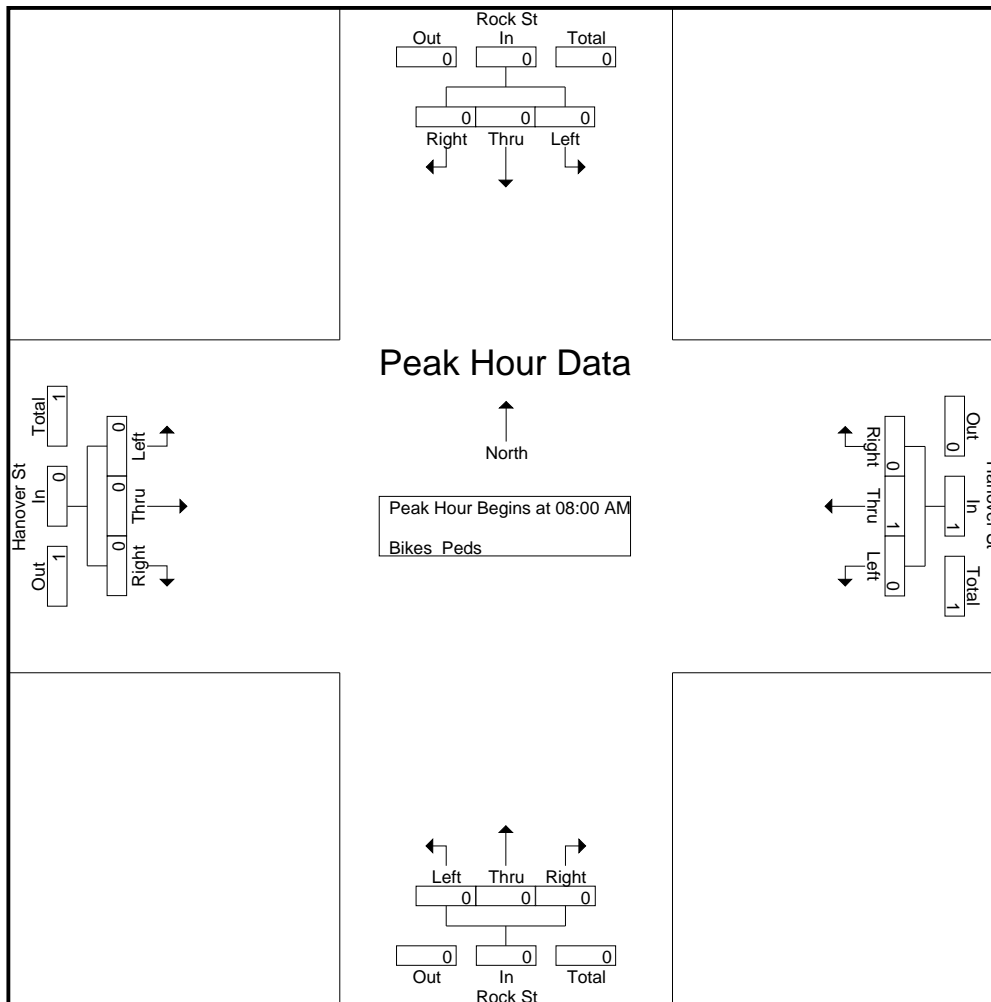 Rock St
Out In Total
0 0 0
0 0 0
Right Thru Left
Peak Hour Data
North
Peak Hour Begins at 08:00 AM
Bikes Peds
Hanover St
Out In Total
1 0 1
Right Thru Left
0 0 0
Hanover St
Out In Total
0 1 1
Right Thru Left
0 1 0
Left Thru Right
0 0 0
0 0 0
Out In Total
Rock St